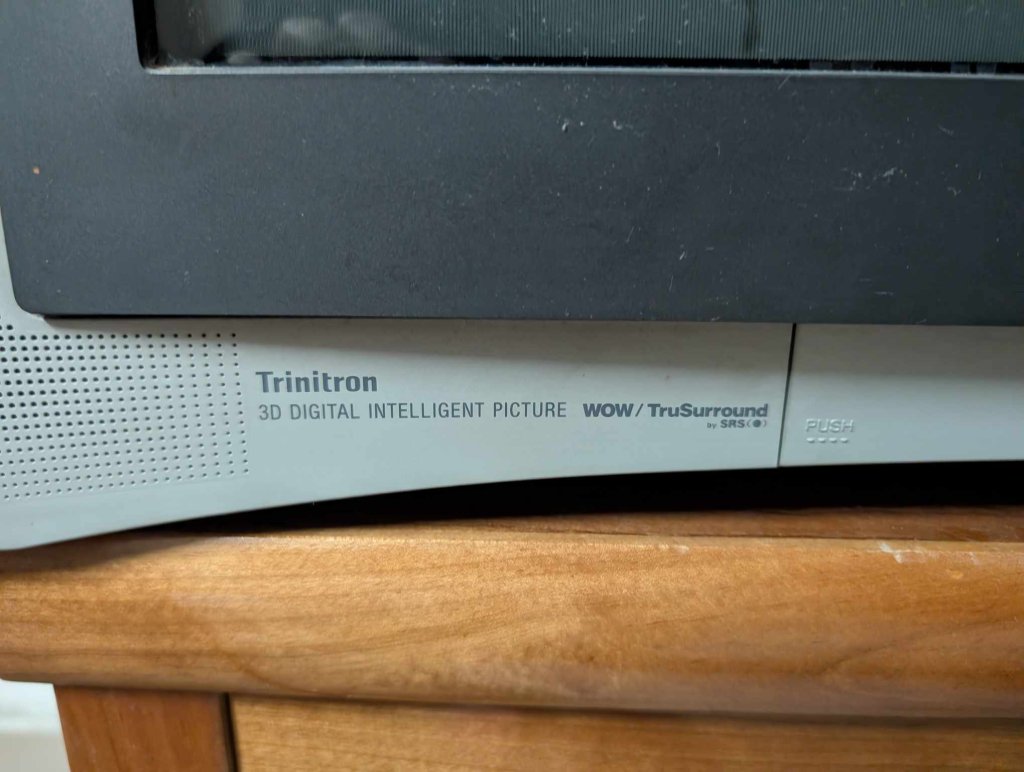 Trinitron
3D DIGITAL INTELLIGENT PICTURE WOW/TruSurround
by SRS(●)
PUSH